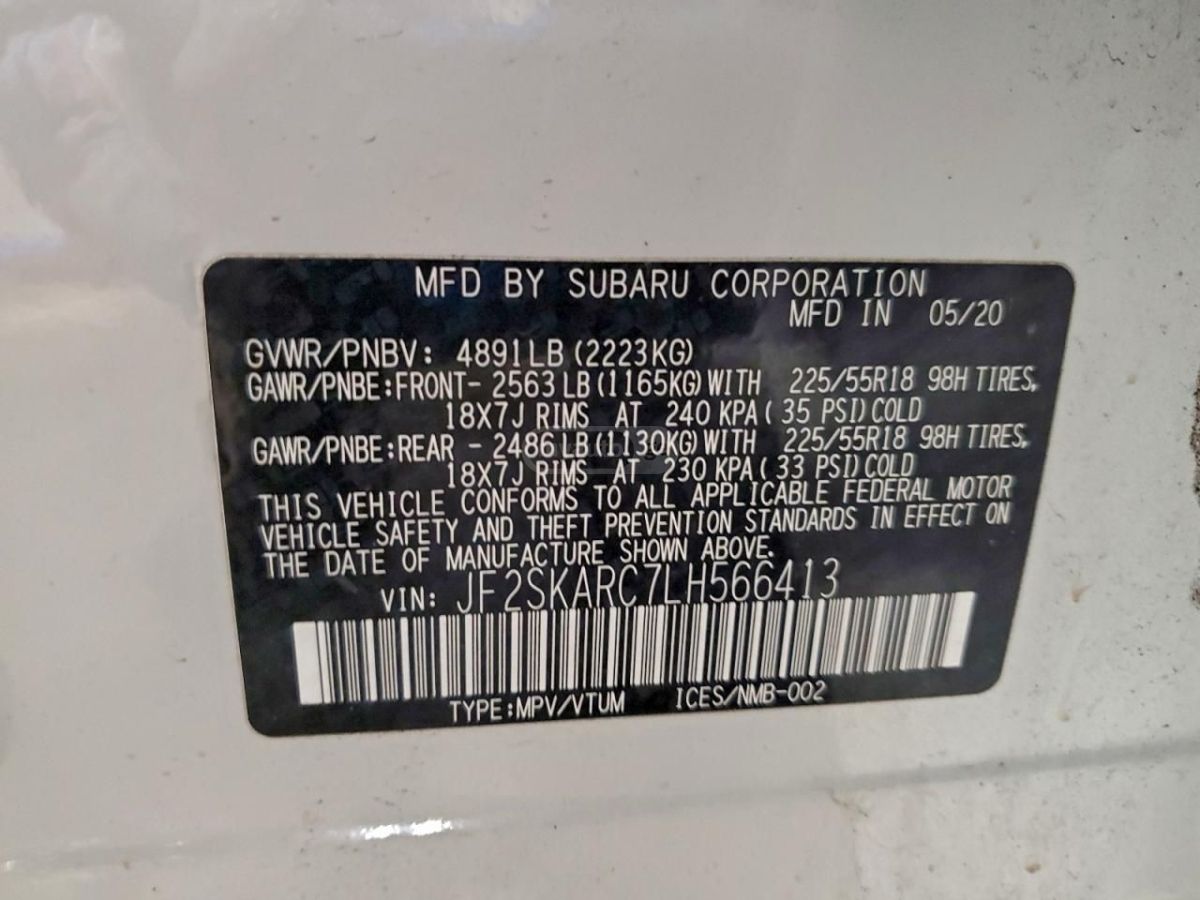 MFD BY SUBARU CORPORATION
MFD IN 05/20
GVWR/PNBV: 4891LB (2223KG)
GAWR/PNBE:FRONT- 2563 LB (1165KG) WITH 225/55R18 98H TIRES,
18X7J RIMS AT 240 KPA ( 35 PSI) COLD
GAWR/PNBE:REAR - 2486 LB (1130KG) WITH 225/55R18 98H TIRES,
18X7J RIMS AT 230 KPA ( 33 PSI) COLD
THIS VEHICLE CONFORMS TO ALL APPLICABLE FEDERAL MOTOR
VEHICLE SAFETY AND THEFT PREVENTION STANDARDS IN EFFECT ON
THE DATE OF MANUFACTURE SHOWN ABOVE.
VIN: JF2SKARC7LH566413
TYPE:MPV/VTUM ICES/NMB-002